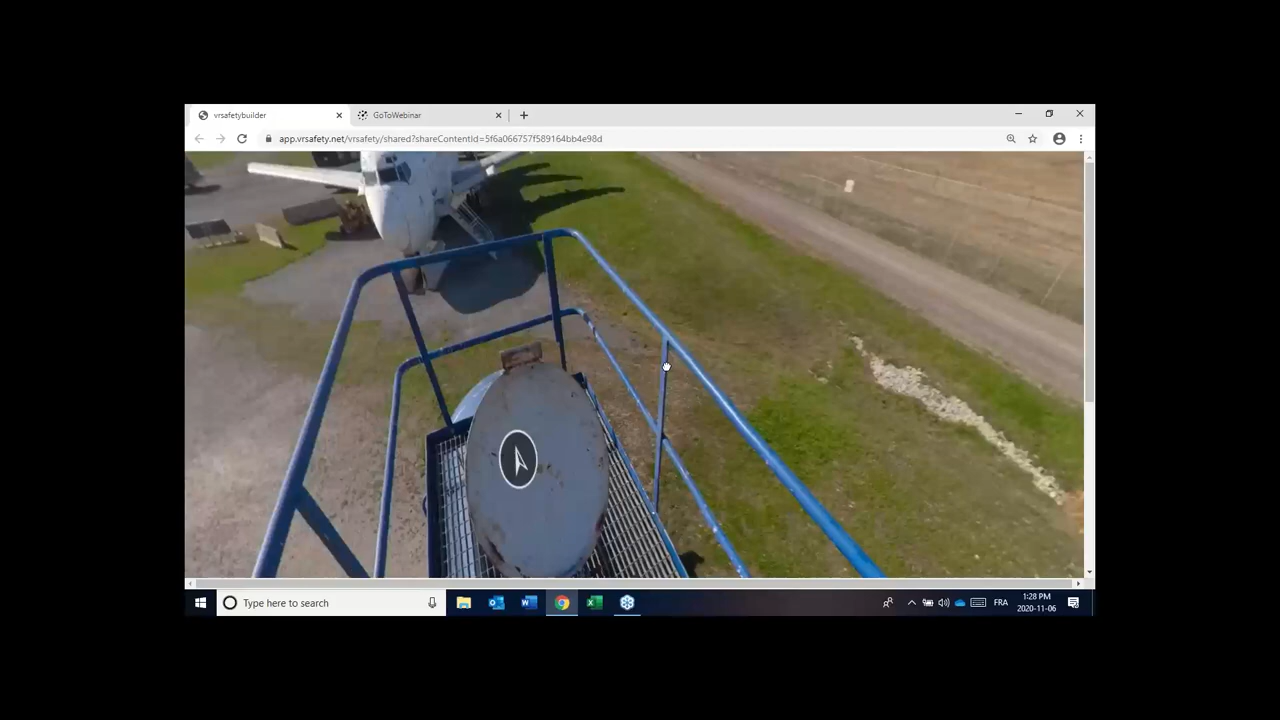 vrsafetybuilder
GoToWebinar
app.vrsafety.net/vrsafety/shared?shareContentId=5f6a066757f589164bb4e98d
Type here to search
FRA
1:28 PM
2020-11-06